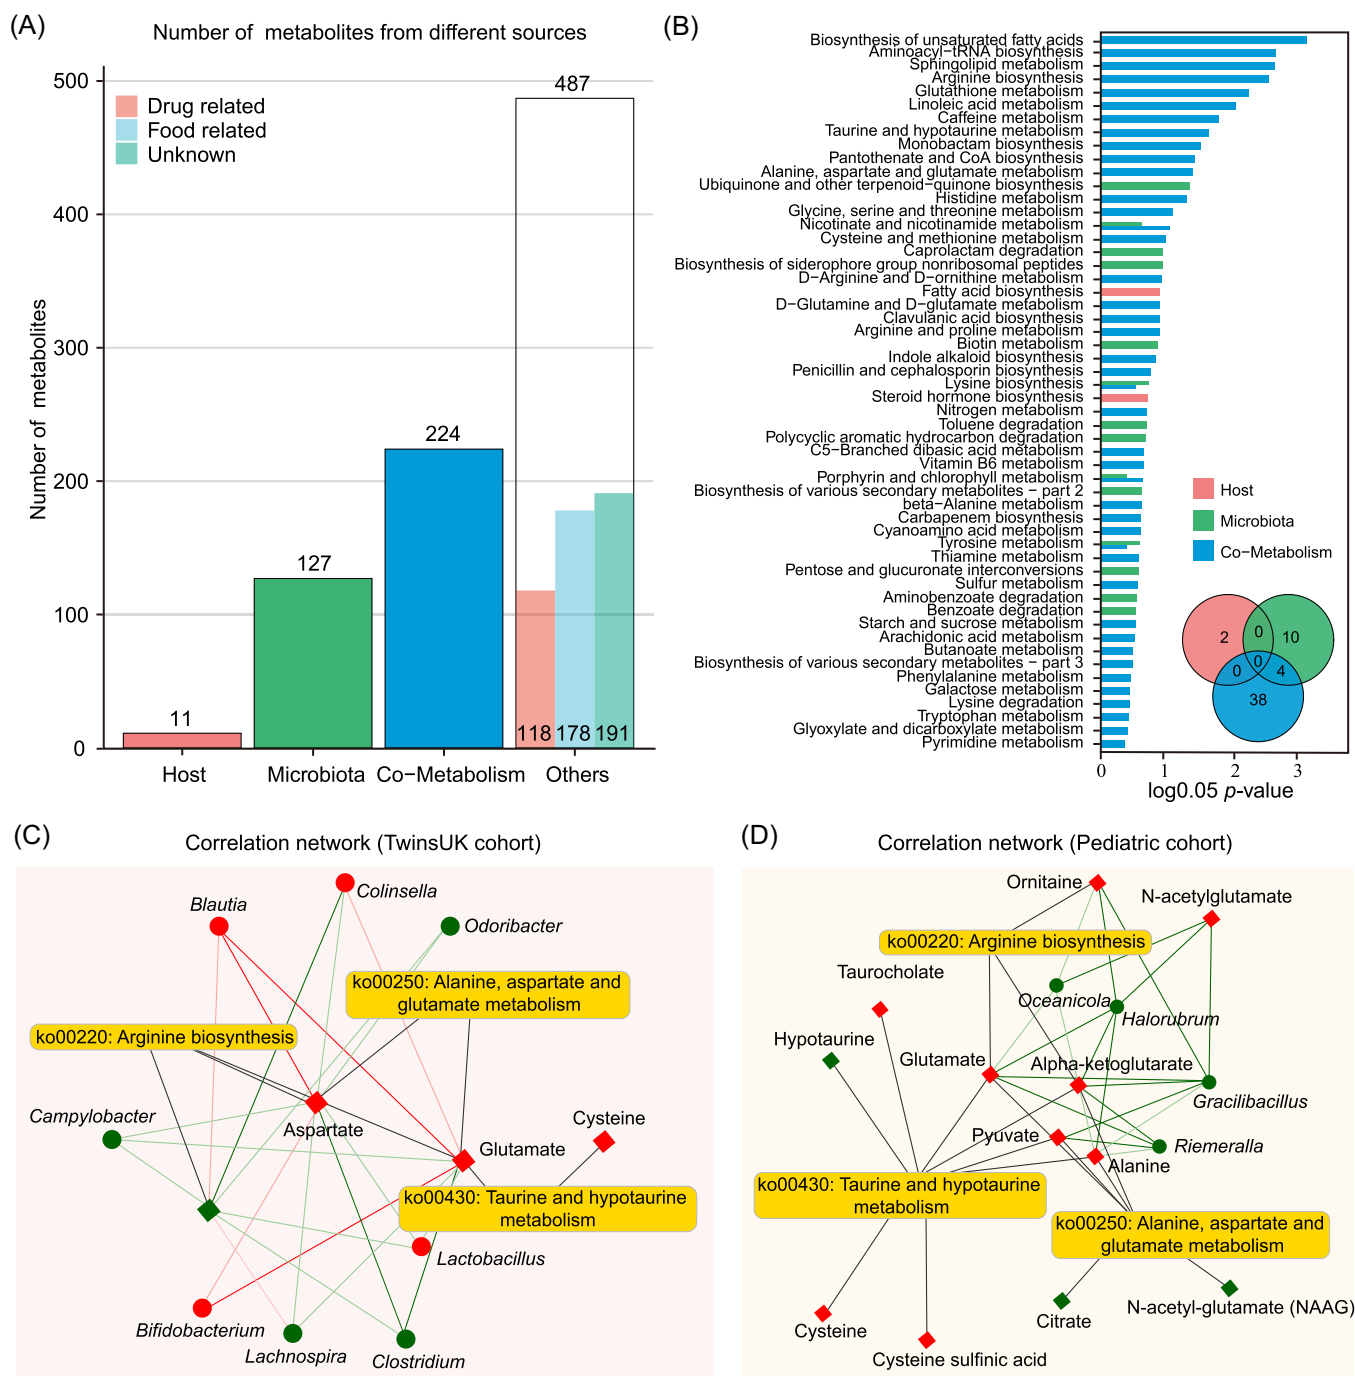 (A)
Number of metabolites from different sources
500
400
300
200
100
0
Number of metabolites
Drug related
Food related
Unknown
11
127
224
487
118 178 191
Host
Microbiota
Co−Metabolism
Others
(B)
Biosynthesis of unsaturated fatty acids
Aminoacyl−tRNA biosynthesis
Sphingolipid metabolism
Arginine biosynthesis
Glutathione metabolism
Linoleic acid metabolism
Caffeine metabolism
Taurine and hypotaurine metabolism
Monobactam biosynthesis
Pantothenate and CoA biosynthesis
Alanine, aspartate and glutamate metabolism
Ubiquinone and other terpenoid−quinone biosynthesis
Histidine metabolism
Glycine, serine and threonine metabolism
Nicotinate and nicotinamide metabolism
Cysteine and methionine metabolism
Caprolactam degradation
Biosynthesis of siderophore group nonribosomal peptides
D−Arginine and D−ornithine metabolism
Fatty acid biosynthesis
D−Glutamine and D−glutamate metabolism
Clavulanic acid biosynthesis
Arginine and proline metabolism
Biotin metabolism
Indole alkaloid biosynthesis
Penicillin and cephalosporin biosynthesis
Lysine biosynthesis
Steroid hormone biosynthesis
Nitrogen metabolism
Toluene degradation
Polycyclic aromatic hydrocarbon degradation
C5−Branched dibasic acid metabolism
Vitamin B6 metabolism
Porphyrin and chlorophyll metabolism
Biosynthesis of various secondary metabolites − part 2
beta−Alanine metabolism
Carbapenem biosynthesis
Cyanoamino acid metabolism
Tyrosine metabolism
Thiamine metabolism
Pentose and glucuronate interconversions
Sulfur metabolism
Aminobenzoate degradation
Benzoate degradation
Starch and sucrose metabolism
Arachidonic acid metabolism
Butanoate metabolism
Biosynthesis of various secondary metabolites − part 3
Phenylalanine metabolism
Galactose metabolism
Lysine degradation
Tryptophan metabolism
Glyoxylate and dicarboxylate metabolism
Pyrimidine metabolism
0
1
2
3
log0.05 p-value
Host
Microbiota
Co−Metabolism
2
0
10
0
0
4
38
(C)
Correlation network (TwinsUK cohort)
Colinsella
Blautia
Odoribacter
ko00250: Alanine, aspartate and
glutamate metabolism
ko00220: Arginine biosynthesis
Campylobacter
Aspartate
Cysteine
Glutamate
ko00430: Taurine and hypotaurine
metabolism
Lactobacillus
Bifidobacterium
Lachnospira
Clostridium
(D)
Correlation network (Pediatric cohort)
Ornitaine
N-acetylglutamate
ko00220: Arginine biosynthesis
Taurocholate
Oceanicola
Halorubrum
Hypotaurine
Glutamate
Alpha-ketoglutarate
Gracilibacillus
Pyuvate
Riemeralla
Alanine
ko00430: Taurine and hypotaurine
metabolism
ko00250: Alanine, aspartate and
glutamate metabolism
N-acetyl-glutamate (NAAG)
Citrate
Cysteine
Cysteine sulfinic acid